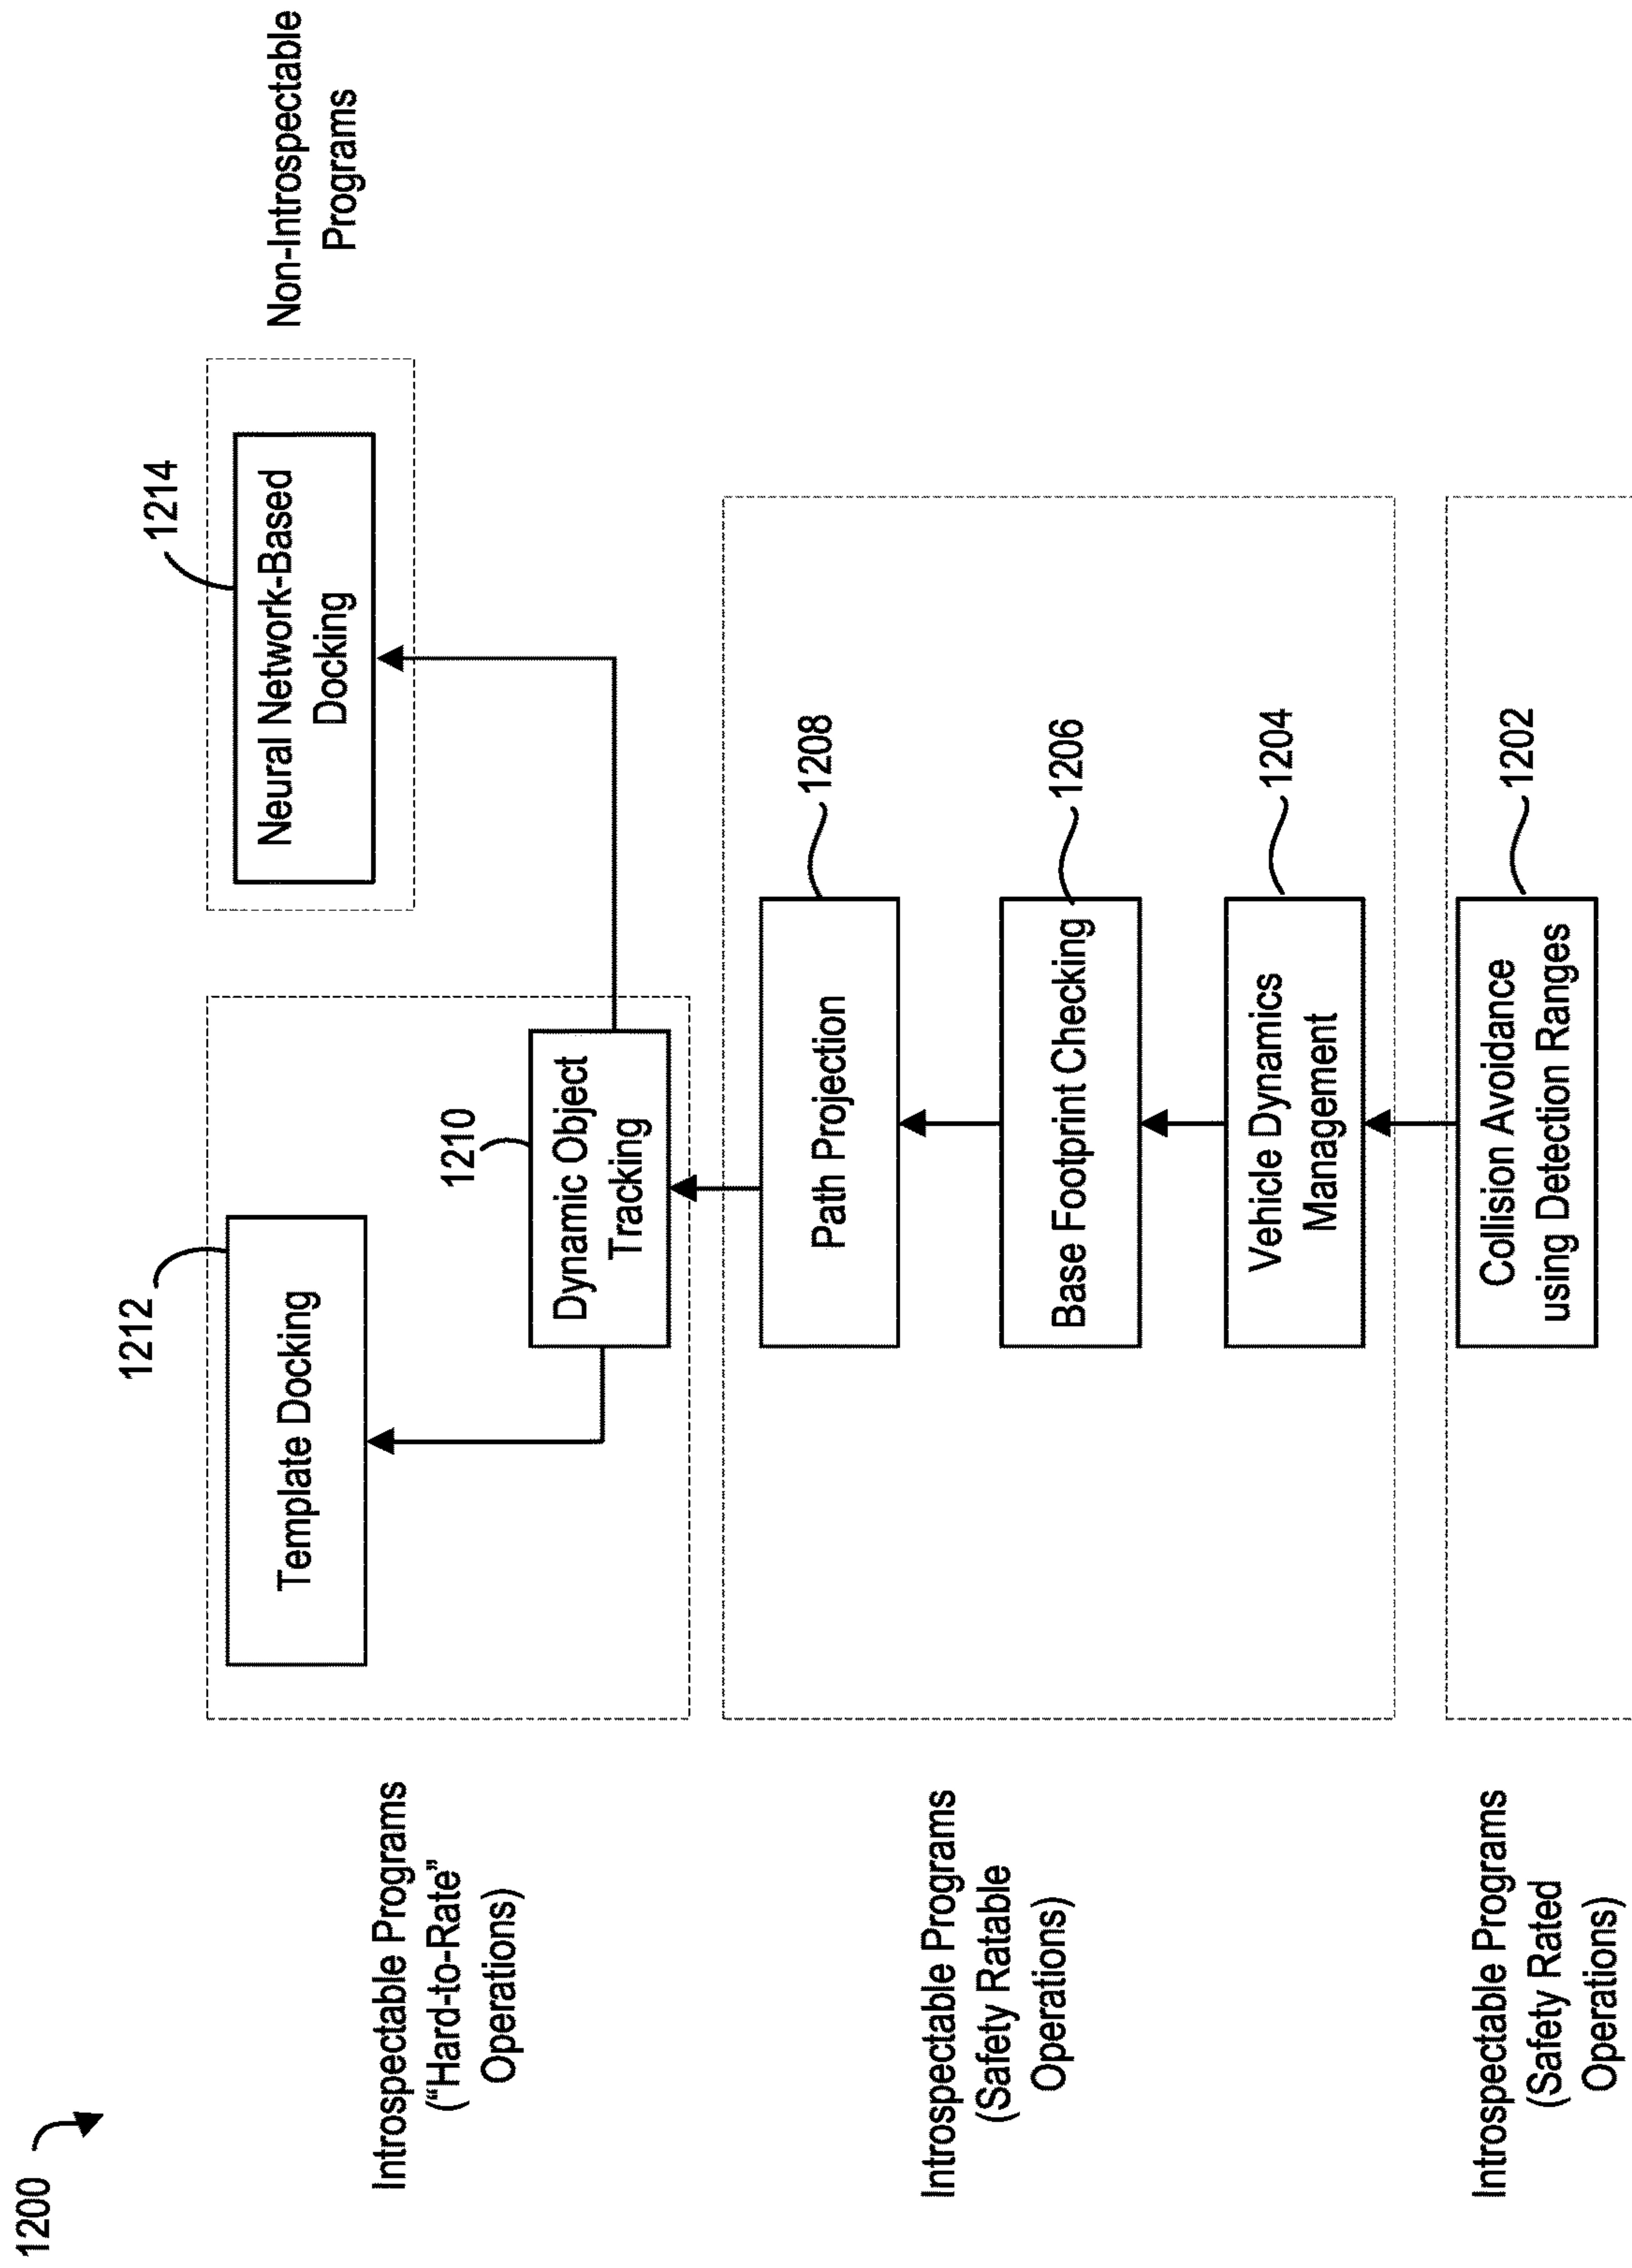 1200
Introspectable Programs
(“Hard-to-Rate”
Operations)
1212
Template Docking
1210
Dynamic Object
Tracking
1214
Neural Network-Based
Docking
Non-Introspectable
Programs
Introspectable Programs
(Safety Ratable
Operations)
Path Projection
1208
Base Footprint Checking
1206
Vehicle Dynamics
Management
1204
Introspectable Programs
(Safety Rated
Operations)
Collision Avoidance
using Detection Ranges
1202